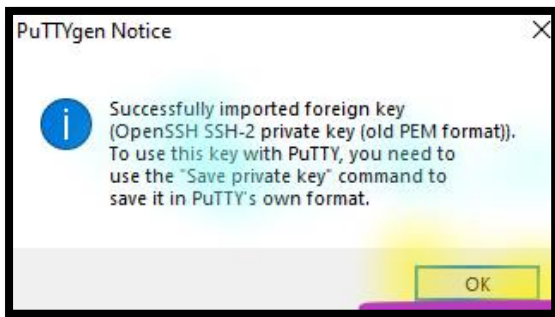 PuTTYgen Notice
Successfully imported foreign key
(OpenSSH SSH-2 private key (old PEM format)).
To use this key with PuTTY, you need to
use the "Save private key" command to
save it in PuTTY's own format.
OK